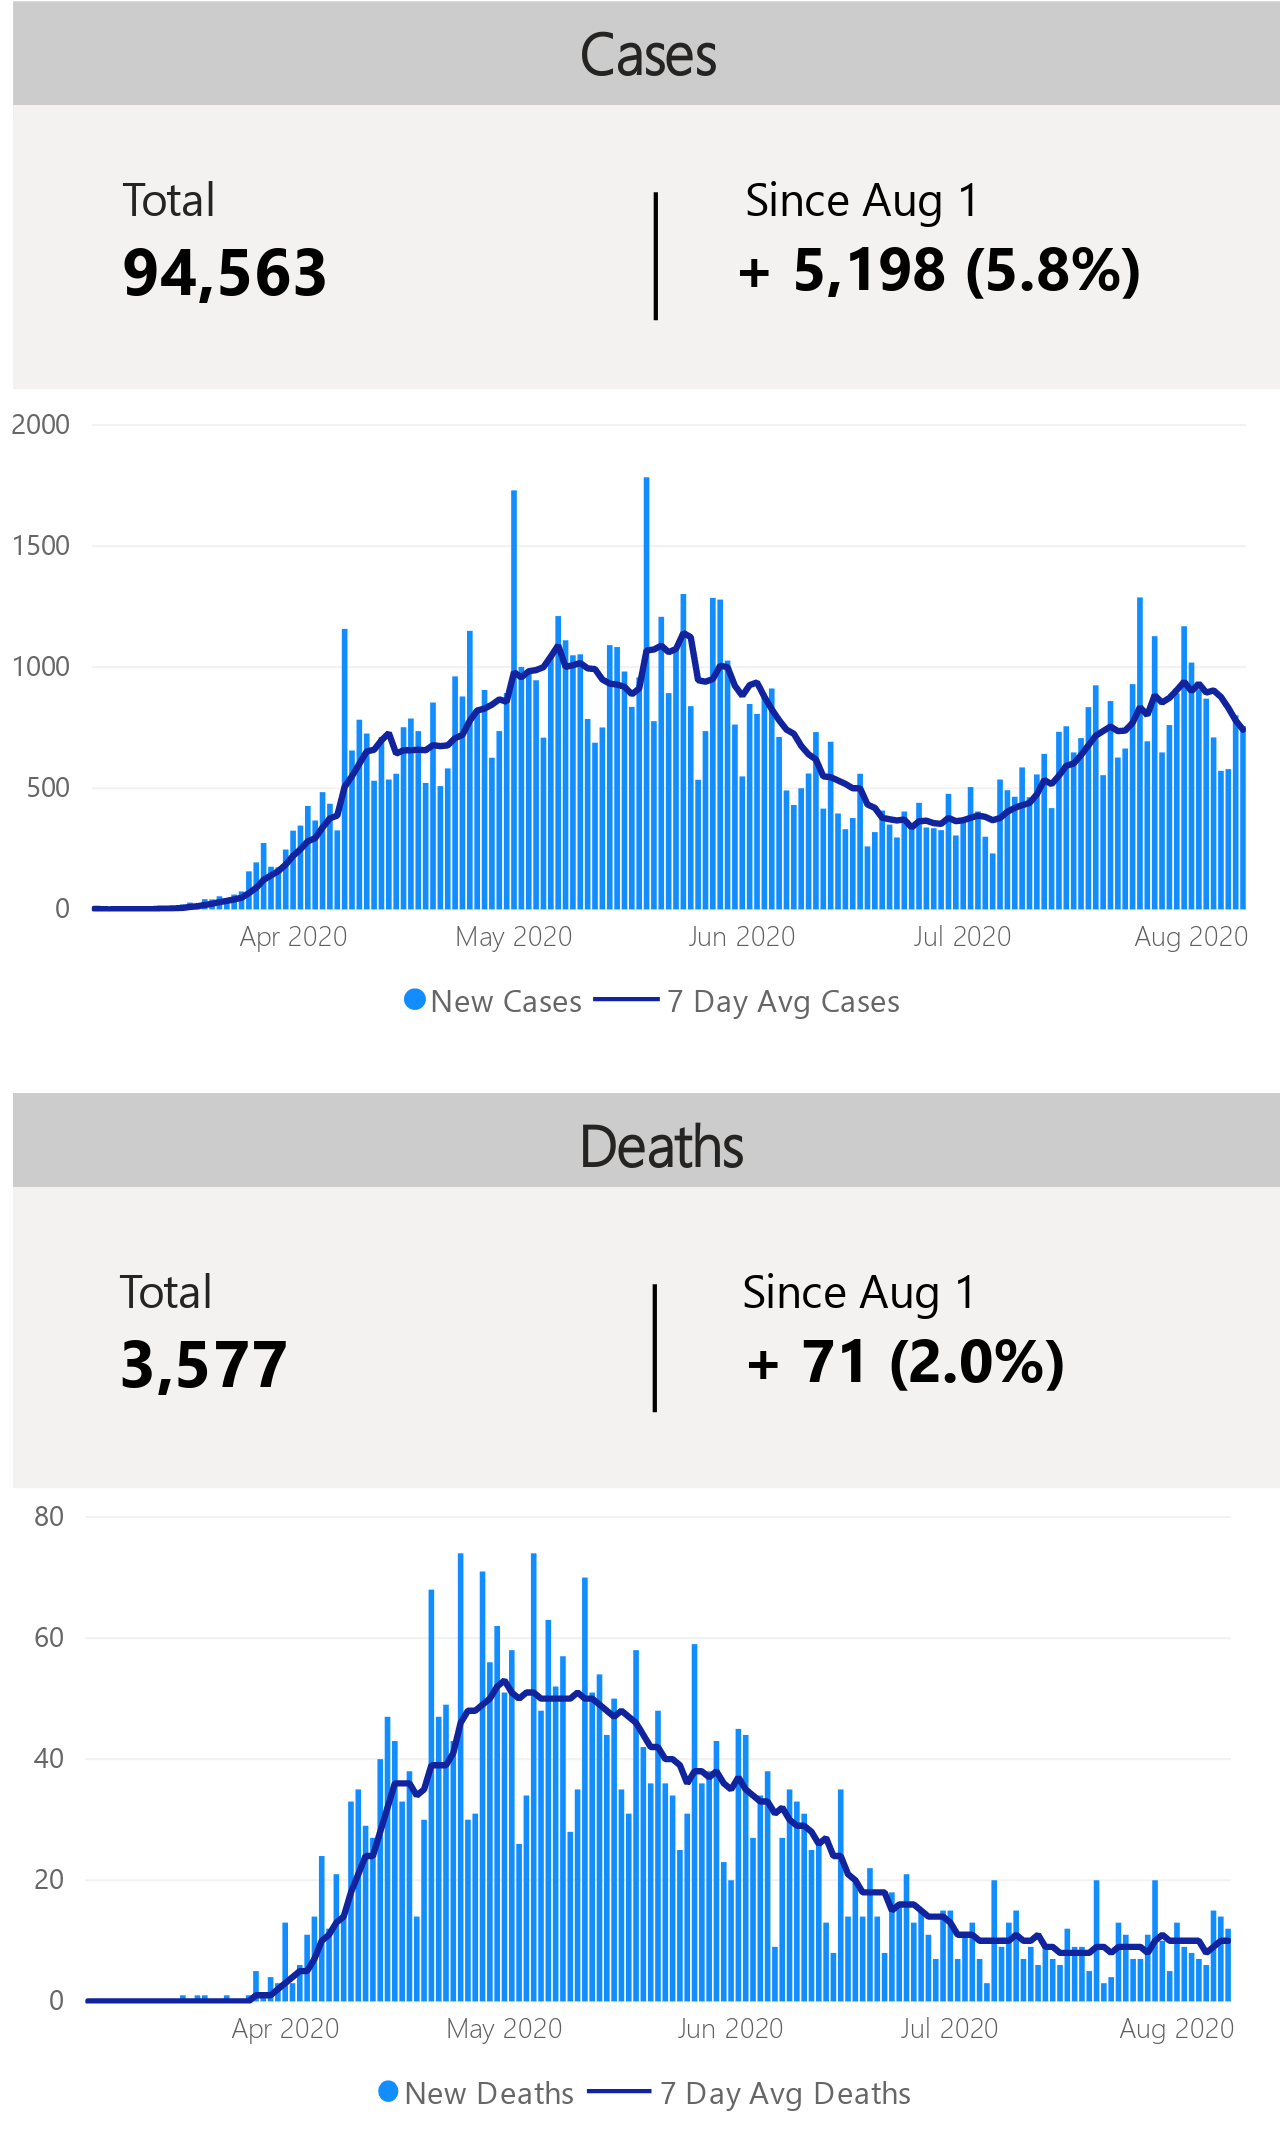 Cases
Total
Since Aug 1
94,563
+ 5,198 (5.8%)
2000
1500
1000
500
0
Apr 2020 May 2020 Jun 2020 Jul 2020 Aug 2020
New Cases 7 Day Avg Cases
Deaths
Total
Since Aug 1
3,577
+ 71 (2.0%)
80
60
40
20
0
Apr 2020 May 2020 Jun 2020 Jul 2020 Aug 2020
New Deaths 7 Day Avg Deaths